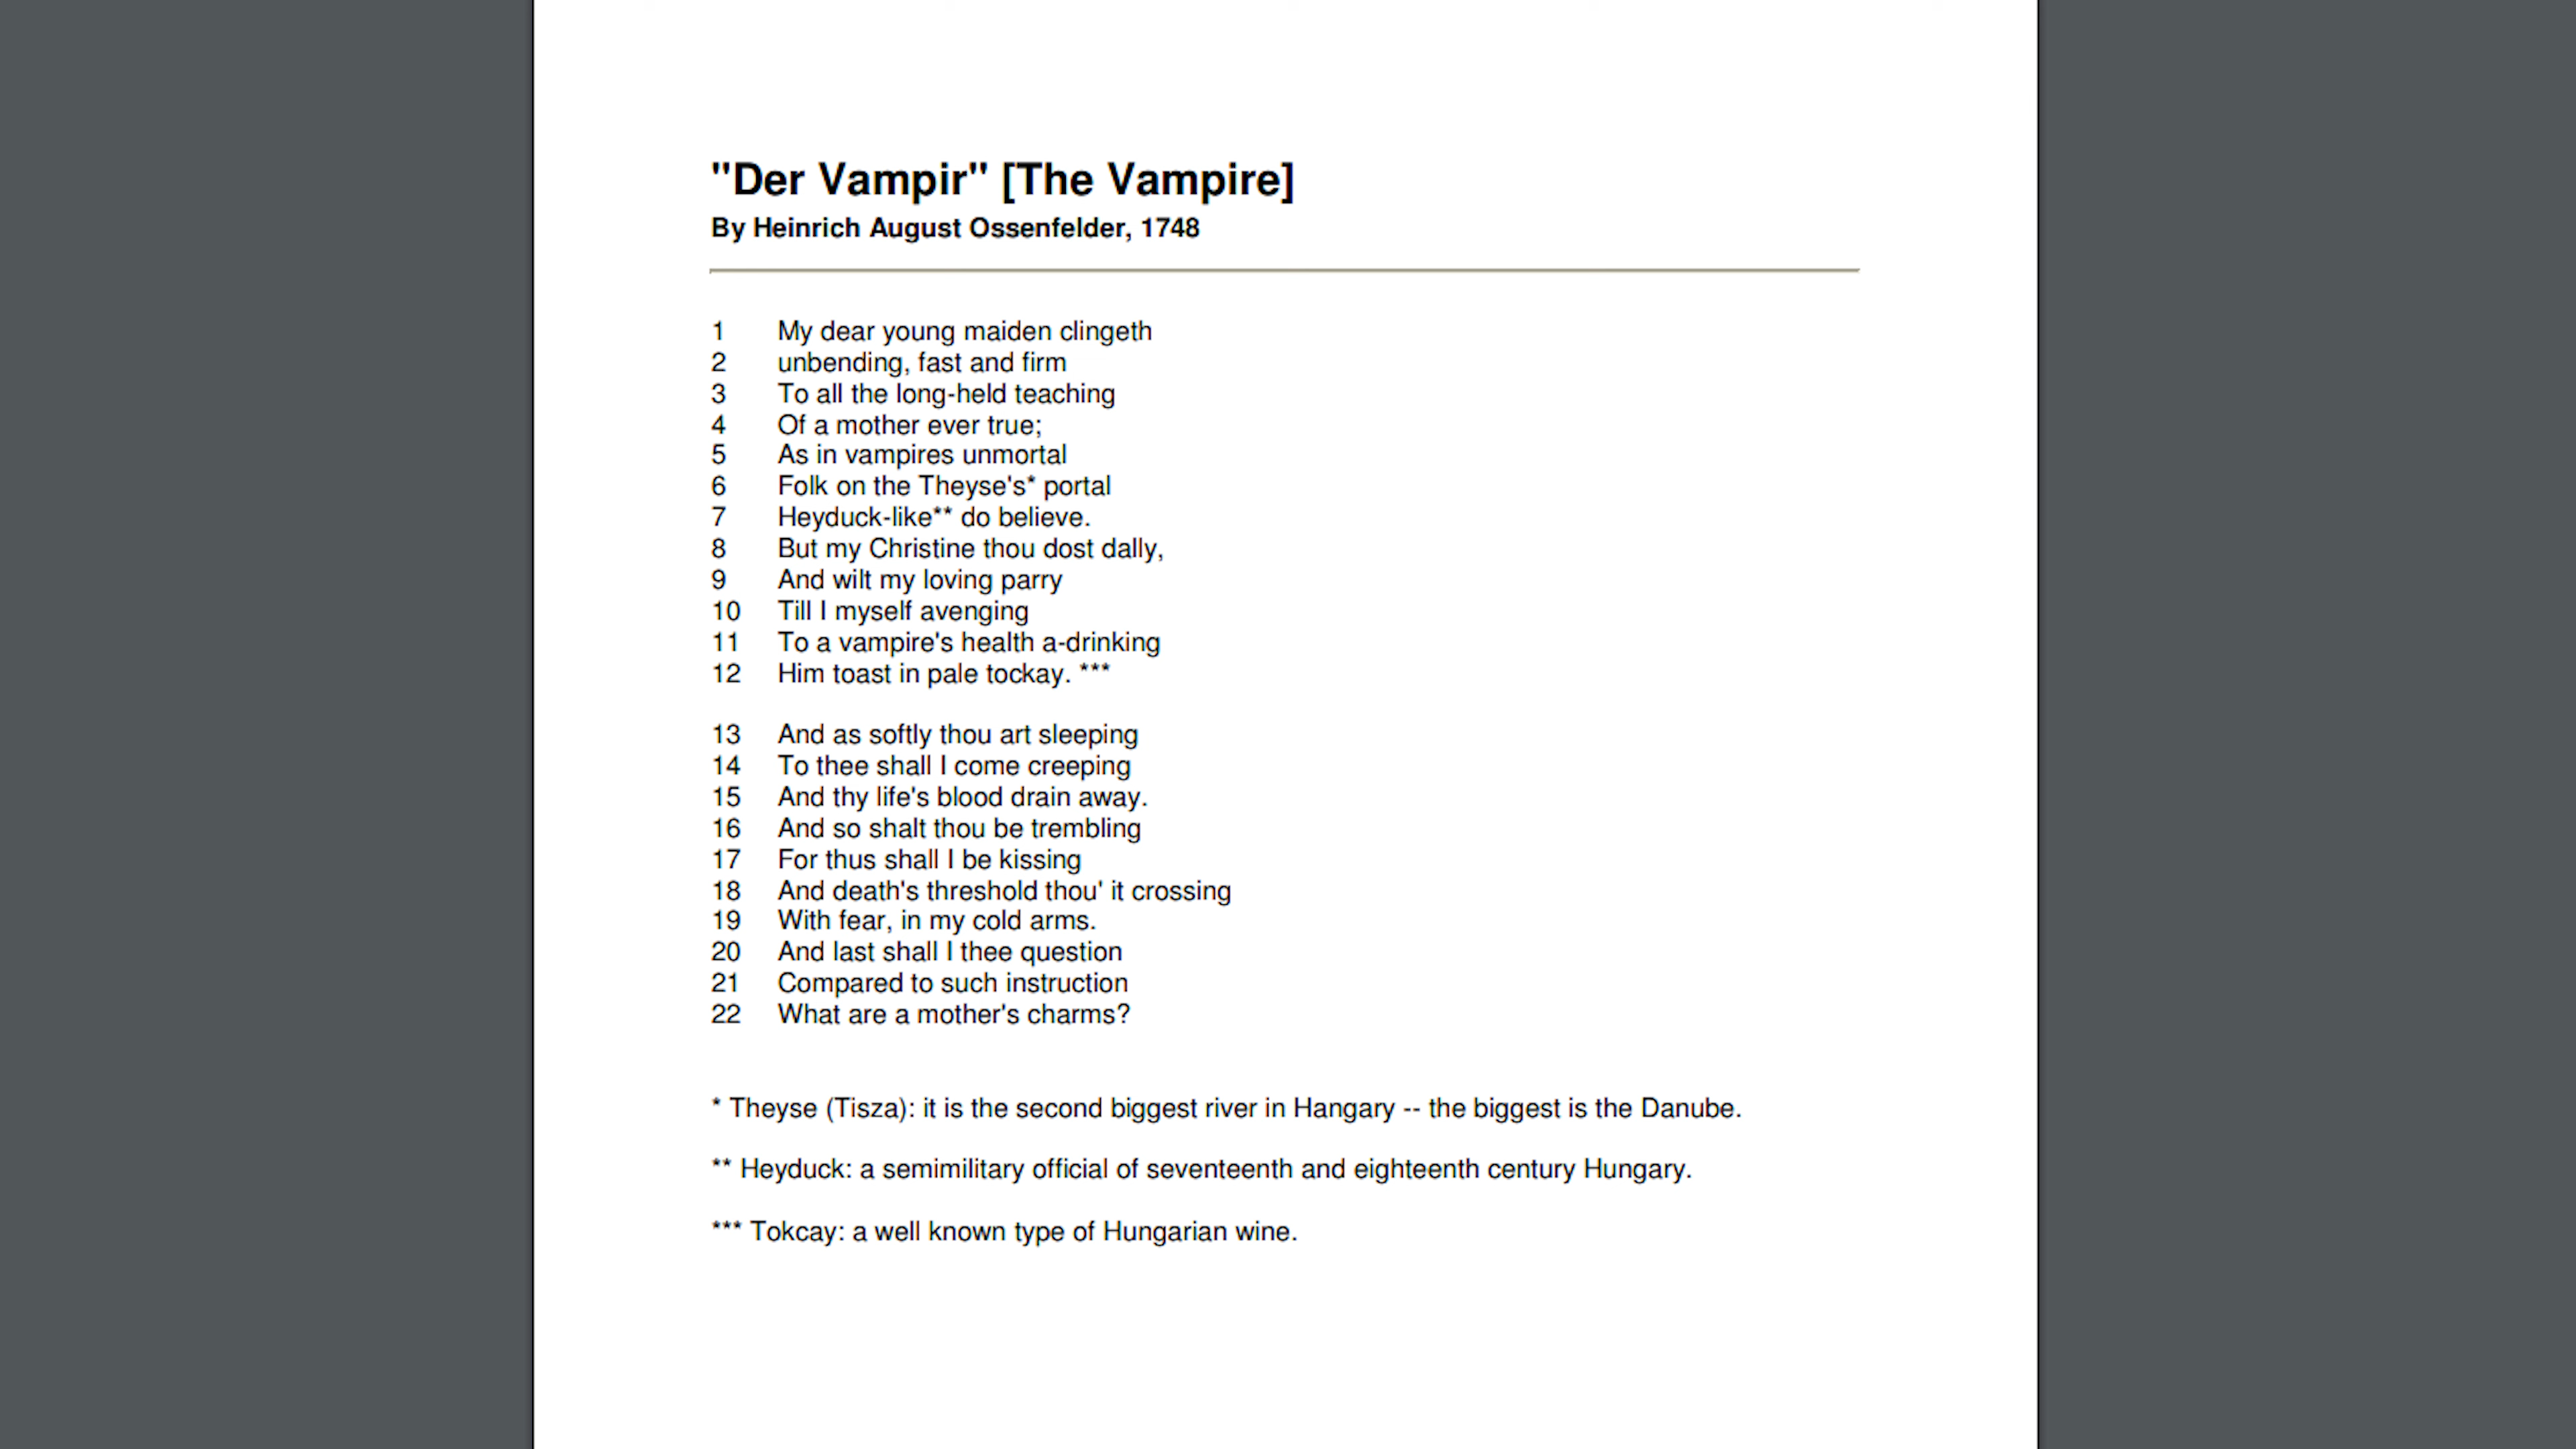 "Der Vampir" [The Vampire]
By Heinrich August Ossenfelder, 1748
1 My dear young maiden clingeth
2 unbending, fast and firm
3 To all the long-held teaching
4 Of a mother ever true;
5 As in vampires unmortal
6 Folk on the Theyse's* portal
7 Heyduck-like** do believe.
8 But my Christine thou dost dally,
9 And wilt my loving parry
10 Till I myself avenging
11 To a vampire's health a-drinking
12 Him toast in pale tockay. ***
13 And as softly thou art sleeping
14 To thee shall I come creeping
15 And thy life's blood drain away.
16 And so shalt thou be trembling
17 For thus shall I be kissing
18 And death's threshold thou' it crossing
19 With fear, in my cold arms.
20 And last shall I thee question
21 Compared to such instruction
22 What are a mother's charms?
* Theyse (Tisza): it is the second biggest river in Hangary -- the biggest is the Danube.
** Heyduck: a semimilitary official of seventeenth and eighteenth century Hungary.
*** Tokcay: a well known type of Hungarian wine.